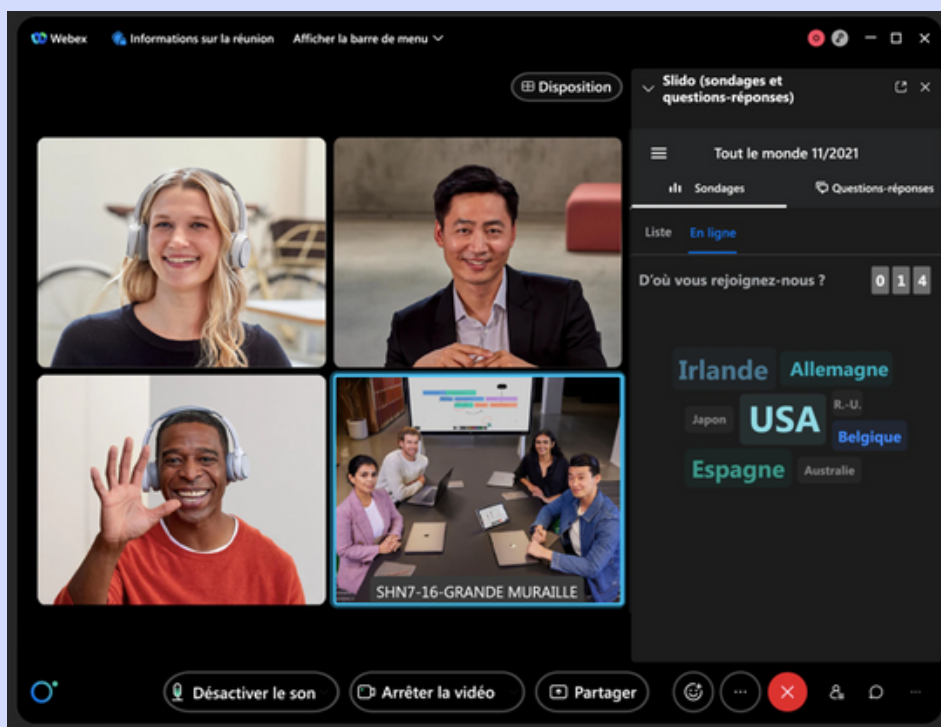 Webex
Informations sur la réunion
Afficher la barre de menu
Disposition
Slido (sondages et
questions-réponses)
Tout le monde 11/2021
Sondages
Questions-réponses
Liste
En ligne
D'où vous rejoignez-nous ?
0 1 4
Irlande
Allemagne
Japon
USA
R.-U.
Belgique
Espagne
Australie
SHN7-16-GRANDE MURAILLE
Désactiver le son
Arrêter la vidéo
Partager